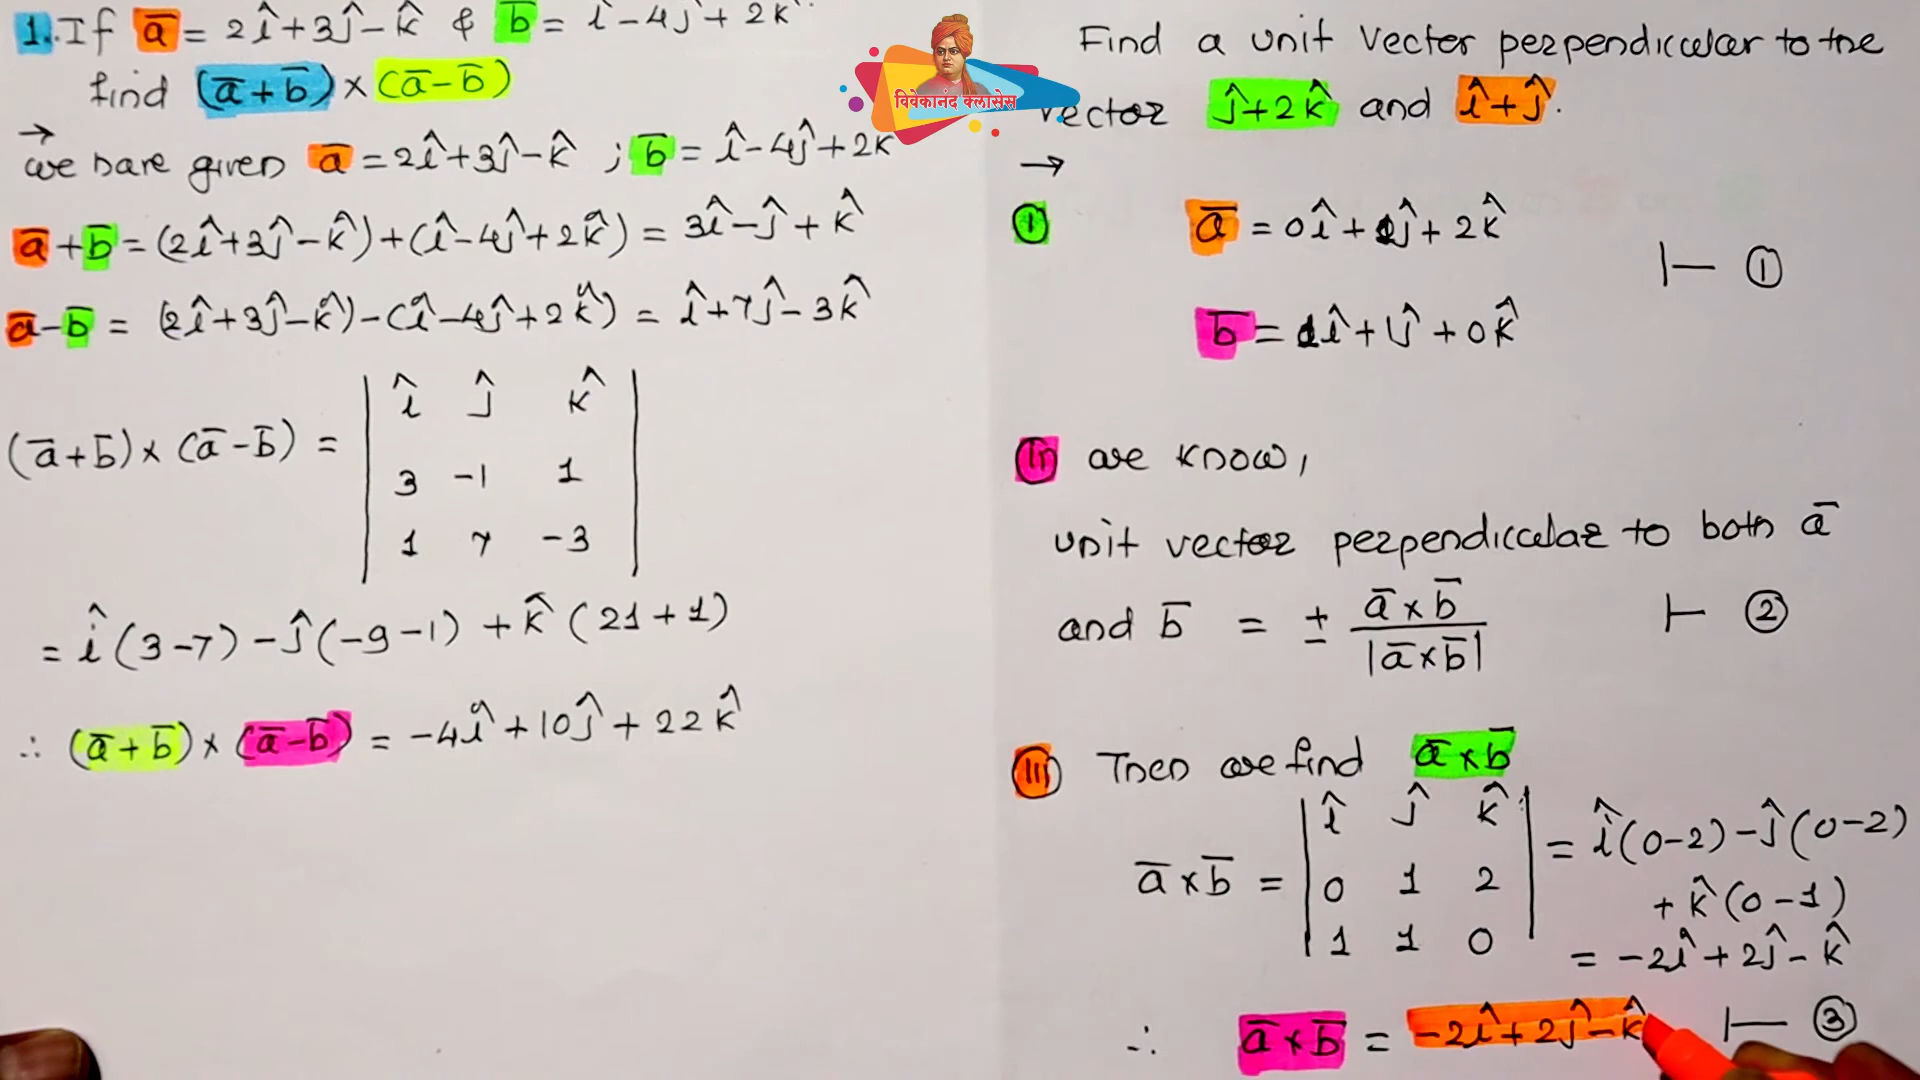 1. If a̅ = 2î+3ĵ-k̂ & b̅ = î-4ĵ+2k̂
find (a̅+b̅)×(a̅-b̅)
→
we have given a̅ = 2î+3ĵ-k̂ ; b̅ = î-4ĵ+2k̂
a̅+b̅ = (2î+3ĵ-k̂)+(î-4ĵ+2k̂) = 3î-ĵ+k̂
a̅-b̅ = (2î+3ĵ-k̂)-(î-4ĵ+2k̂) = î+7ĵ-3k̂
(a̅+b̅)×(a̅-b̅) = | î ĵ k̂ |
| 3 -1 1 |
| 1 7 -3 |
= î(3-7)-ĵ(-9-1)+k̂(21+1)
∴ (a̅+b̅)×(a̅-b̅) = -4î+10ĵ+22k̂
विवेकानंद क्लासेस
Find a unit vector perpendicular to the
vector ĵ+2k̂ and î+ĵ.
→
I a̅ = 0î+1ĵ+2k̂
⊢ ①
b̅ = 1î+1ĵ+0k̂
II we know,
unit vector perpendicular to both a̅
and b̅ = ± a̅×b̅ / |a̅×b̅| ⊢ ②
III Then we find a̅×b̅
a̅×b̅ = | î ĵ k̂ |
| 0 1 2 |
| 1 1 0 |
= î(0-2)-ĵ(0-2)
+k̂(0-1)
= -2î+2ĵ-k̂
∴ a̅×b̅ = -2î+2ĵ-k̂ ⊢ ③